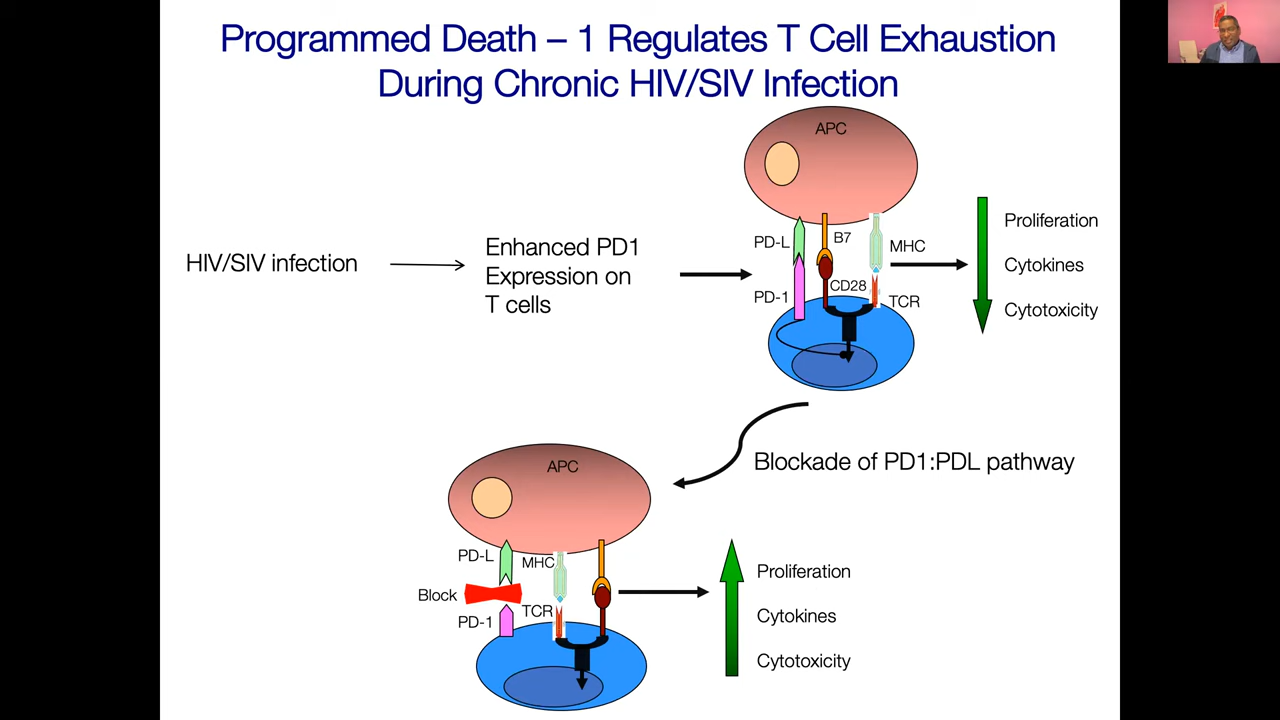 Programmed Death – 1 Regulates T Cell Exhaustion
During Chronic HIV/SIV Infection
APC
HIV/SIV infection
Enhanced PD1
Expression on
T cells
PD-L
B7
MHC
PD-1
CD28
TCR
Proliferation
Cytokines
Cytotoxicity
Blockade of PD1:PDL pathway
APC
PD-L
MHC
Block
TCR
PD-1
Proliferation
Cytokines
Cytotoxicity